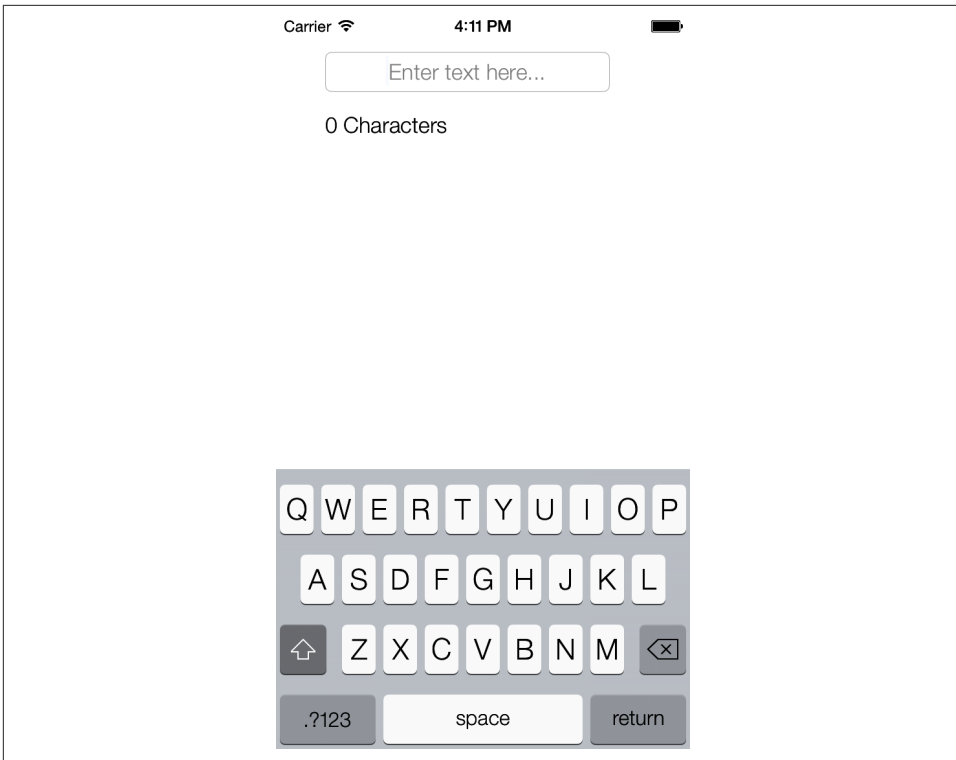 Carrier 4:11 PM
Enter text here...
0 Characters
Q W E R T Y U I O P
A S D F G H J K L
Z X C V B N M
.?123 space return